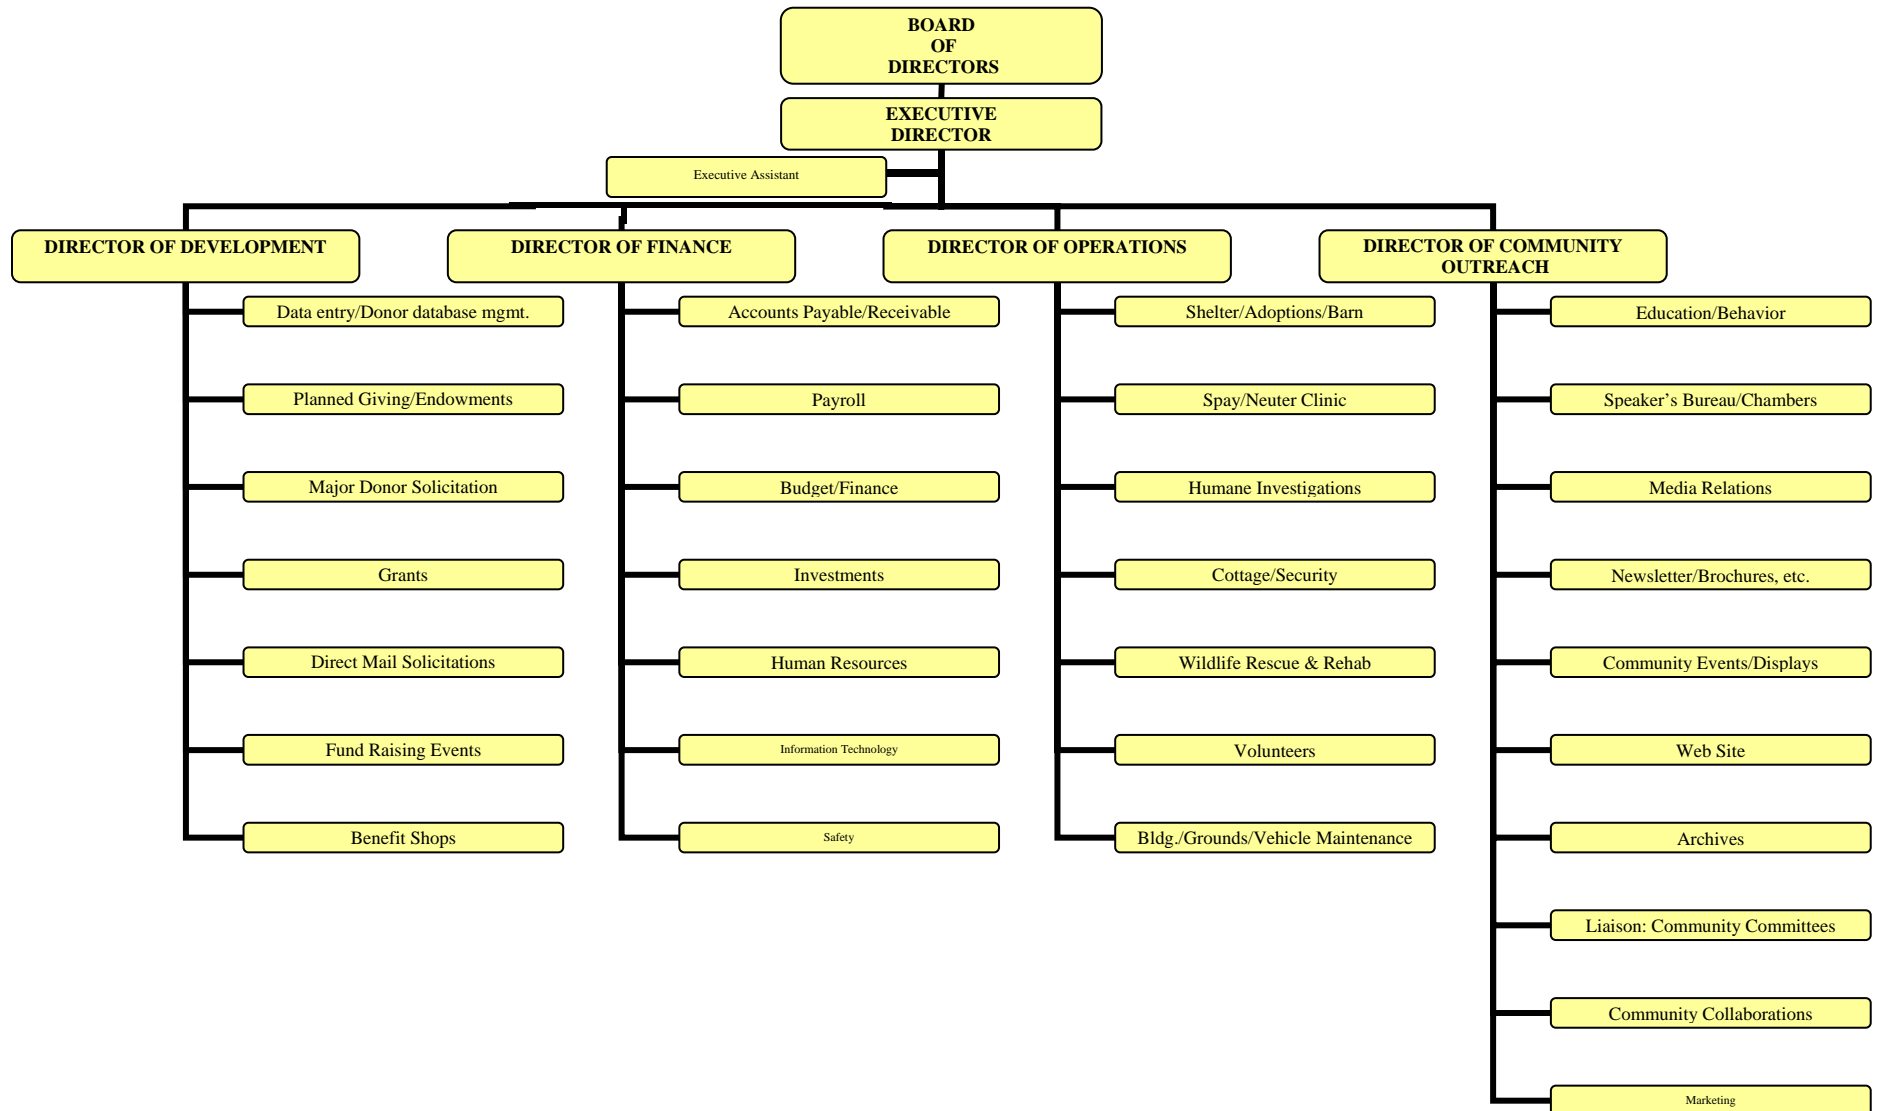 BOARD
OF
DIRECTORS
EXECUTIVE
DIRECTOR
Executive Assistant
DIRECTOR OF DEVELOPMENT
Data entry/Donor database mgmt.
Planned Giving/Endowments
Major Donor Solicitation
Grants
Direct Mail Solicitations
Fund Raising Events
Benefit Shops
DIRECTOR OF FINANCE
Accounts Payable/Receivable
Payroll
Budget/Finance
Investments
Human Resources
Information Technology
Safety
DIRECTOR OF OPERATIONS
Shelter/Adoptions/Barn
Spay/Neuter Clinic
Humane Investigations
Cottage/Security
Wildlife Rescue & Rehab
Volunteers
Bldg./Grounds/Vehicle Maintenance
DIRECTOR OF COMMUNITY
OUTREACH
Education/Behavior
Speaker’s Bureau/Chambers
Media Relations
Newsletter/Brochures, etc.
Community Events/Displays
Web Site
Archives
Liaison: Community Committees
Community Collaborations
Marketing